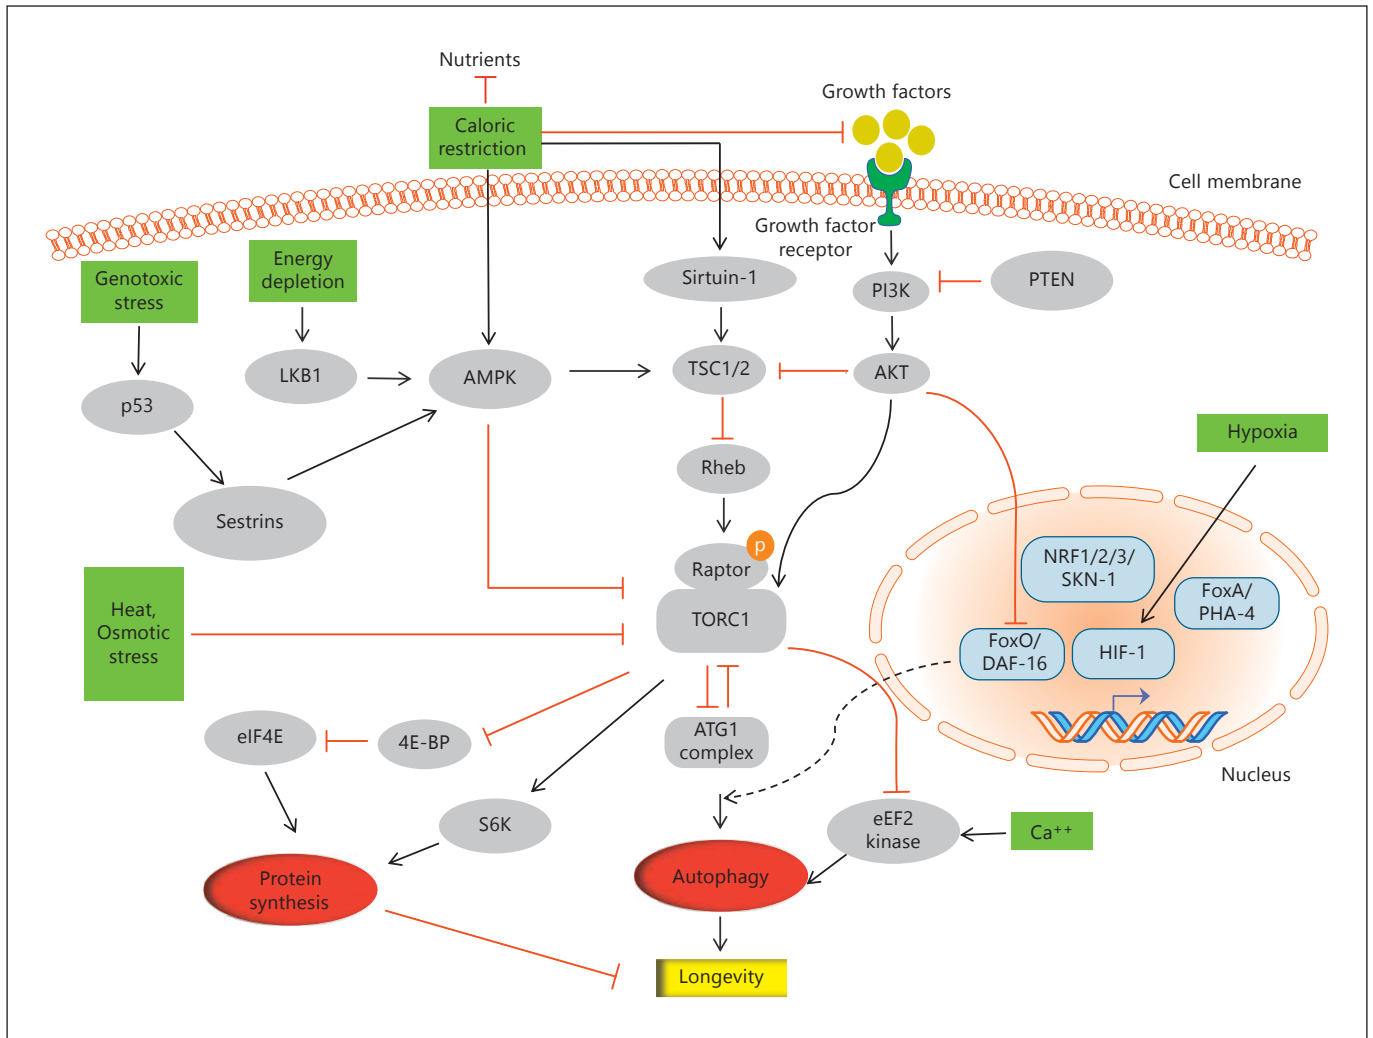 Nutrients
Caloric
restriction
Growth factors
Cell membrane
Growth factor
receptor
Genotoxic
stress
Energy
depletion
Sirtuin-1
PI3K
PTEN
LKB1
AMPK
TSC1/2
AKT
p53
Hypoxia
Rheb
Sestrins
p
Raptor
TORC1
NRF1/2/3/
SKN-1
FoxA/
PHA-4
Heat,
Osmotic
stress
FoxO/
DAF-16
HIF-1
eIF4E
4E-BP
ATG1
complex
Nucleus
S6K
eEF2
kinase
Ca++
Protein
synthesis
Autophagy
Longevity